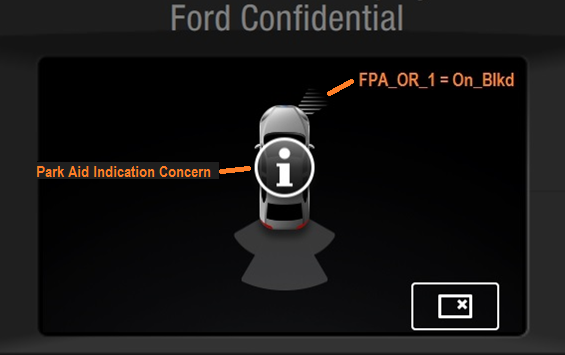 Ford Confidential
FPA_OR_1 = On_Blkd
Park Aid Indication Concern
i